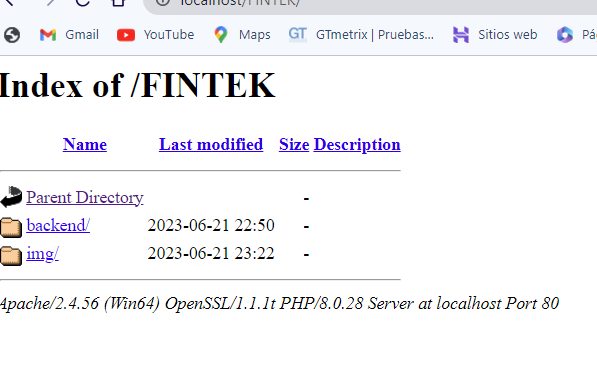 localhost/FINTEK/
Gmail YouTube Maps GT GTmetrix | Pruebas... Sitios web Pá
Index of /FINTEK
Name Last modified Size Description
Parent Directory -
backend/ 2023-06-21 22:50 -
img/ 2023-06-21 23:22 -
Apache/2.4.56 (Win64) OpenSSL/1.1.1t PHP/8.0.28 Server at localhost Port 80